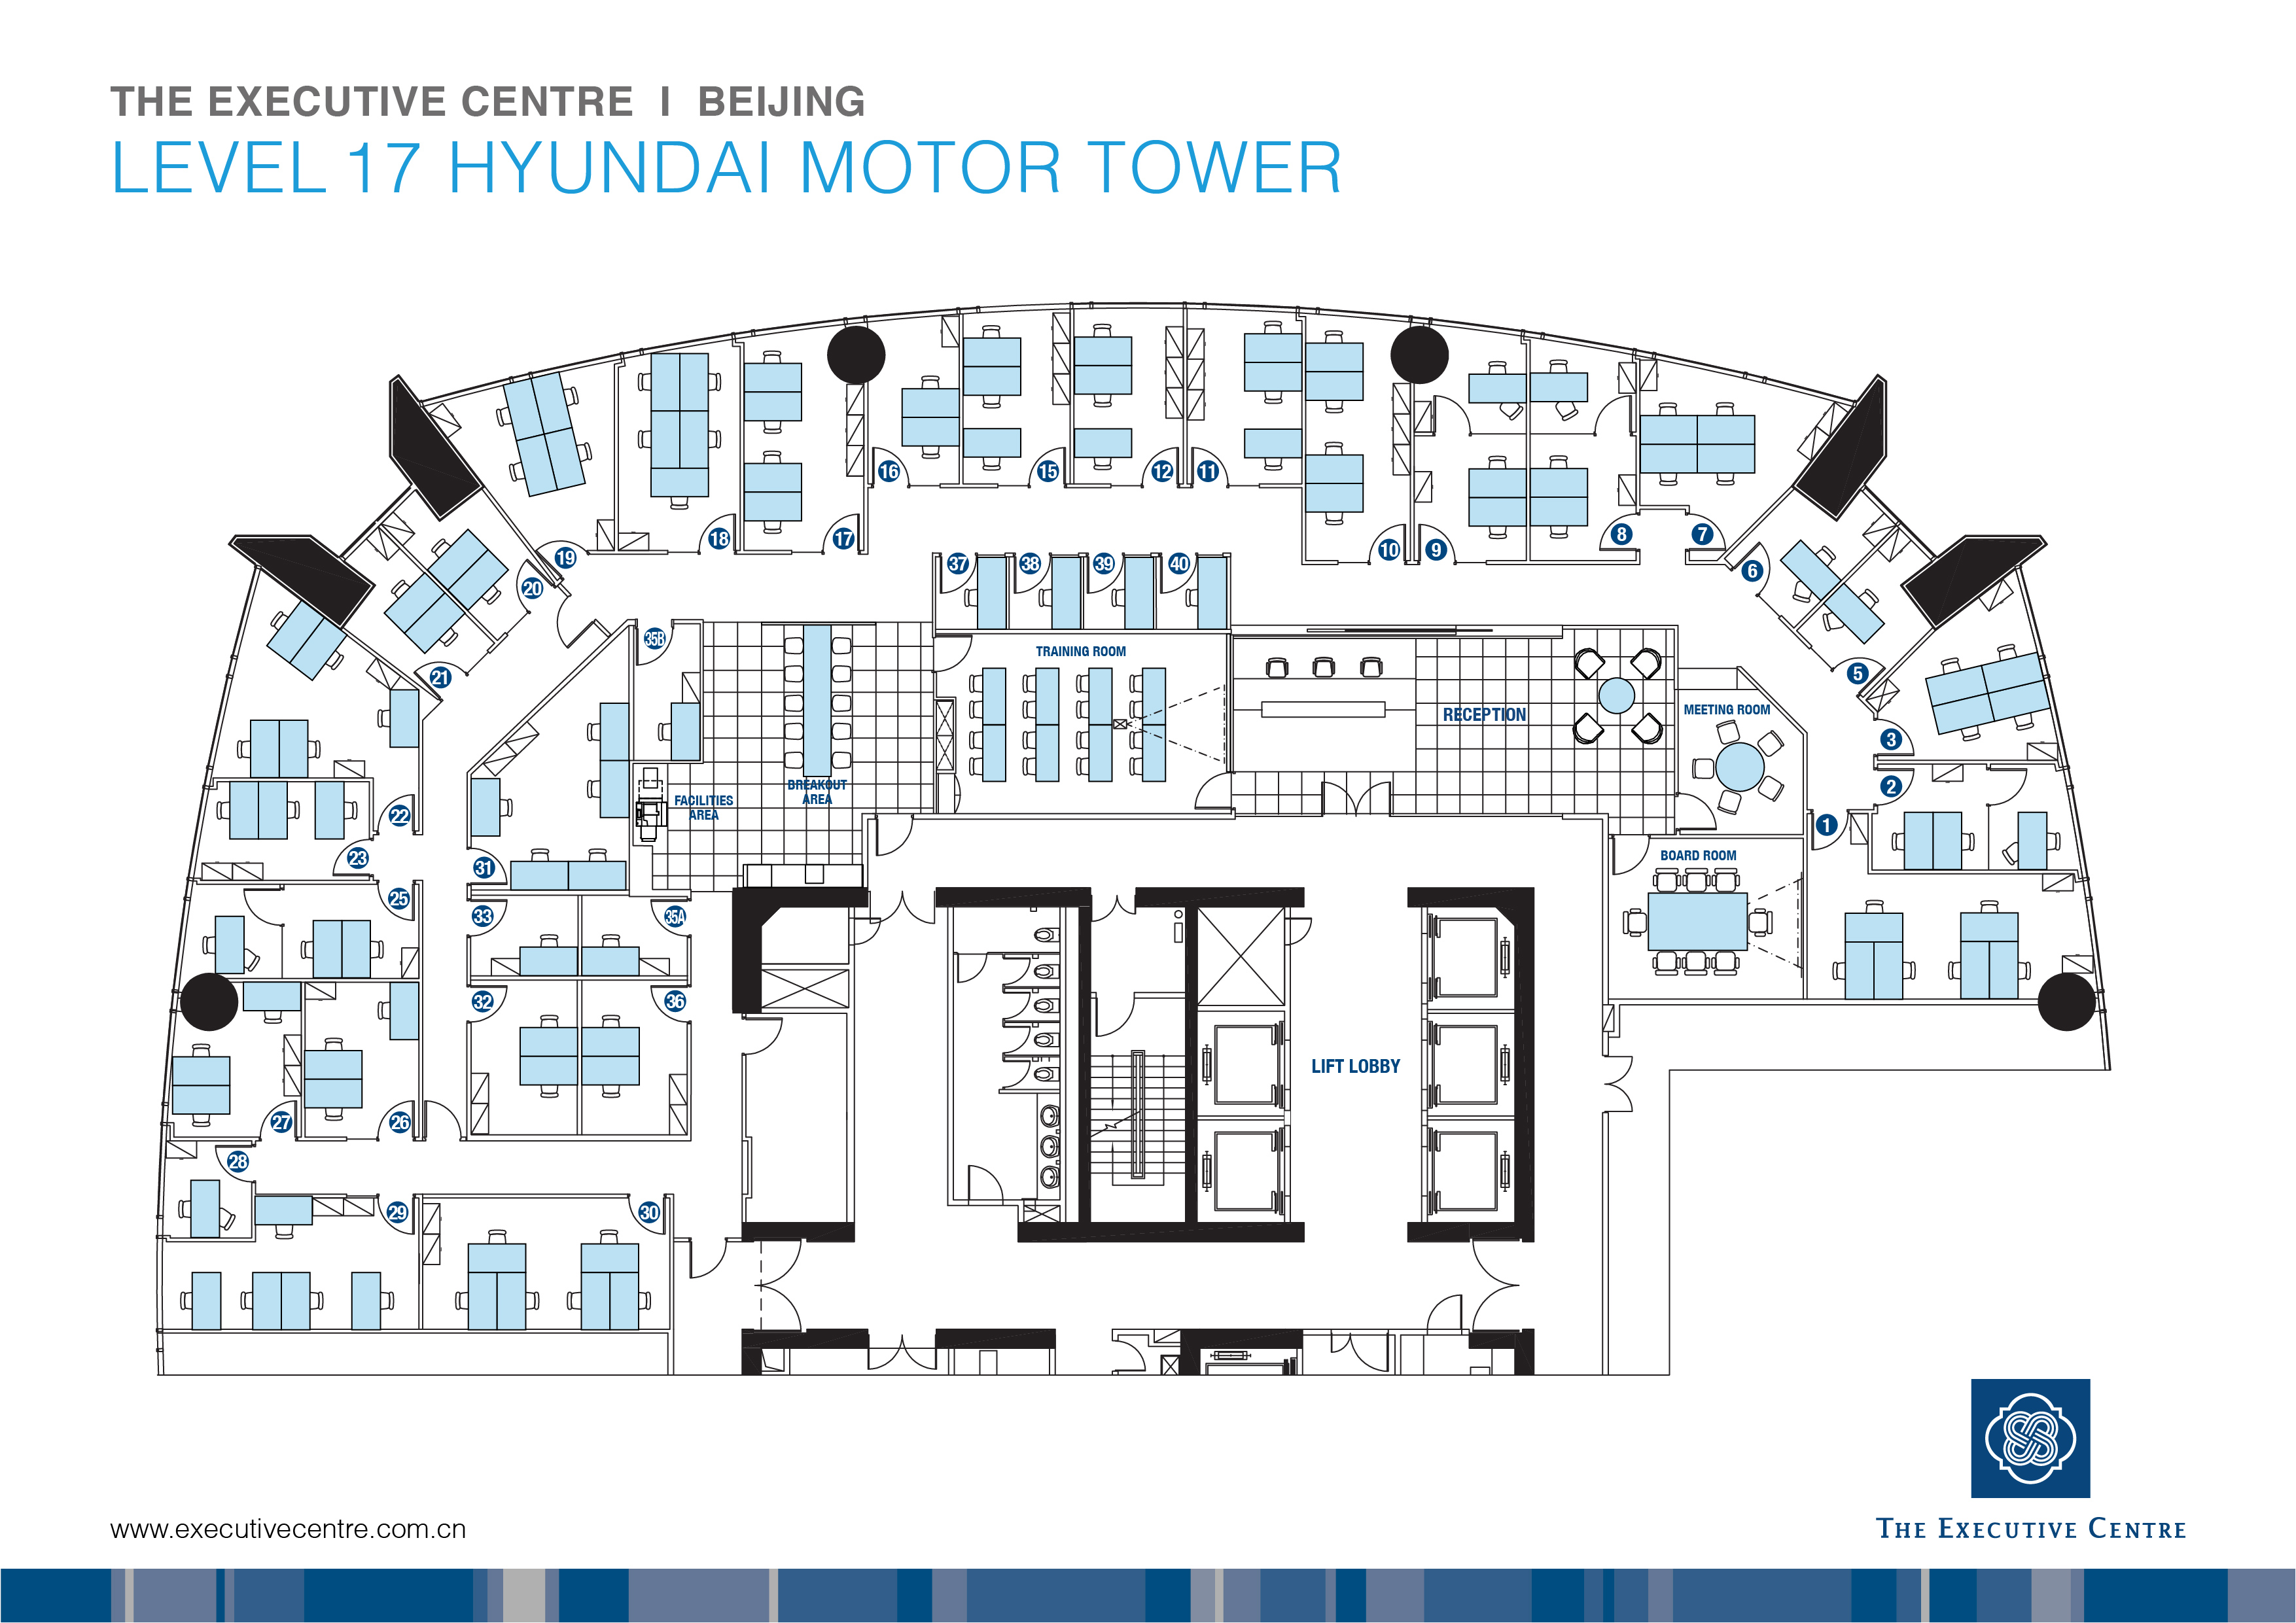 THE EXECUTIVE CENTRE I BEIJING
LEVEL 17 HYUNDAI MOTOR TOWER
16
15
12
11
18
17
10
9
8
7
19
20
37
38
39
40
6
35B
21
TRAINING ROOM
5
RECEPTION
MEETING ROOM
3
2
BREAKOUT
AREA
FACILITIES
AREA
22
1
23
31
BOARD ROOM
25
33
35A
32
36
LIFT LOBBY
27
26
28
29
30
www.executivecentre.com.cn
THE EXECUTIVE CENTRE